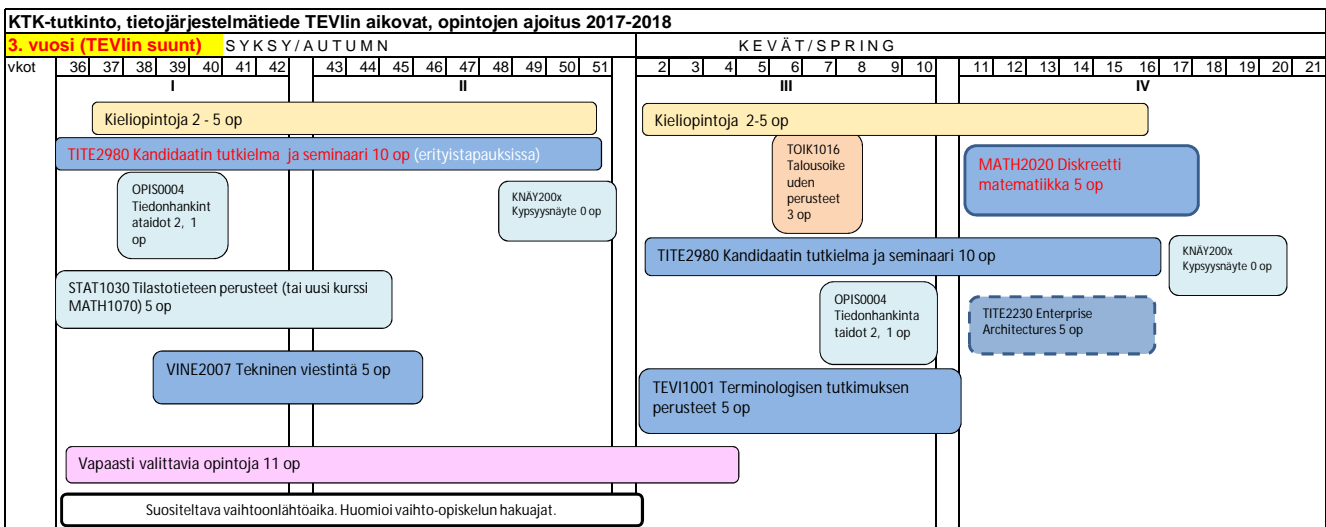 KTK-tutkinto, tietojärjestelmätiede TEVIin aikovat, opintojen ajoitus 2017-2018
3. vuosi (TEVIin suunt) SYKSY/AUTUMN KEVÄT/SPRING
vkot 36 37 38 39 40 41 42 43 44 45 46 47 48 49 50 51 2 3 4 5 6 7 8 9 10 11 12 13 14 15 16 17 18 19 20 21
I II III IV
Kieliopintoja 2 - 5 op
Kieliopintoja 2-5 op
TITE2980 Kandidaatin tutkielma ja seminaari 10 op (erityistapauksissa)
TOIK1016
Talousoike
uden
perusteet
3 op
MATH2020 Diskreetti
matematiikka 5 op
OPIS0004
Tiedonhankint
ataidot 2, 1
op
KNÄY200x
Kypsyysnäyte 0 op
TITE2980 Kandidaatin tutkielma ja seminaari 10 op
KNÄY200x
Kypsyysnäyte 0 op
STAT1030 Tilastotieteen perusteet (tai uusi kurssi
MATH1070) 5 op
OPIS0004
Tiedonhankinta
taidot 2, 1 op
TITE2230 Enterprise
Architectures 5 op
VINE2007 Tekninen viestintä 5 op
TEVI1001 Terminologisen tutkimuksen
perusteet 5 op
Vapaasti valittavia opintoja 11 op
Suositeltava vaihtoonlähtöaika. Huomioi vaihto-opiskelun hakuajat.